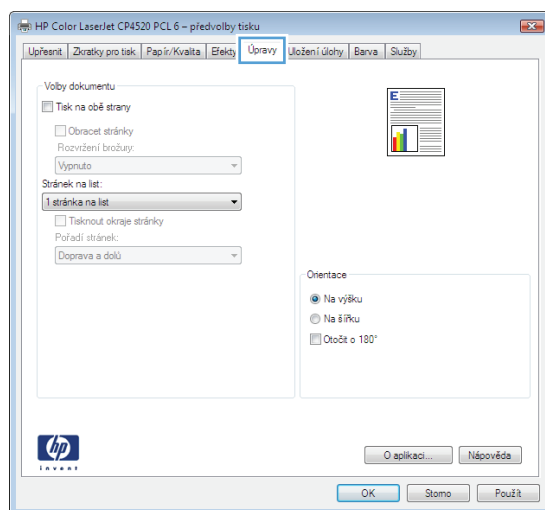 HP Color LaserJet CP4520 PCL 6 – předvolby tisku
Upřesnit Zkratky pro tisk Papír/Kvalita Efekty Úpravy Uložení úlohy Barva Služby
Volby dokumentu
Tisk na obě strany
Obracet stránky
Rozvržení brožury:
Vypnuto
Stránek na list:
1 stránka na list
Tisknout okraje stránky
Pořadí stránek:
Doprava a dolů
E
Orientace
Na výšku
Na šířku
Otočit o 180°
hp
invent
O aplikaci... Nápověda
OK Storno Použít